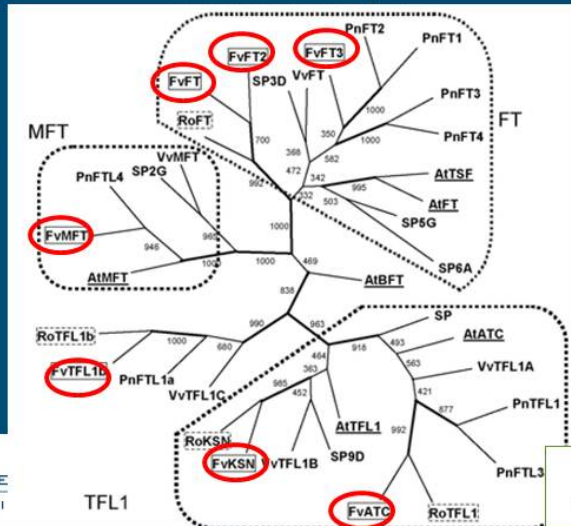 PnFT2
PnFT1
FvFT2
FvFT3
VvFT
FvFT
SP3D
PnFT3
RoFT
MFT
FT
1000
350
1000
PnFT4
700
368
582
VvMFT
SP2G
472
342
AtTSF
PnFTL4
992
332
995
AtFT
503
SP5G
FvMFT
965
1000
946
SP6A
AtMFT
1000
1000
469
AtBFT
838
RoTFL1b
990
963
SP
1000
918
493
AtATC
FvTFL1b
680
464
563
VvTFL1A
PnFTL1a
363
VvTFL1C
985
421
452
PnTFL1
877
RoKSN
AtTFL1
992
FvKSN
VvTFL1B
SP9D
PnFTL3
TFL1
FvATC
RoTFL1